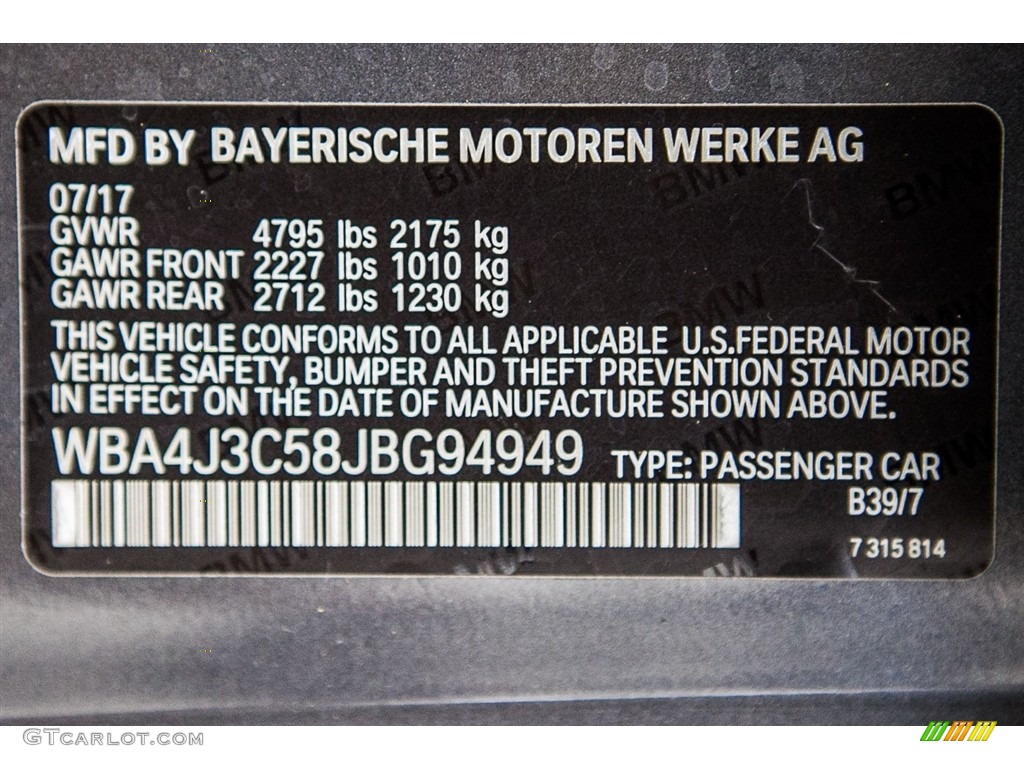 MFD BY BAYERISCHE MOTOREN WERKE AG
07/17
GVWR 4795 lbs 2175 kg
GAWR FRONT 2227 lbs 1010 kg
GAWR REAR 2712 lbs 1230 kg
THIS VEHICLE CONFORMS TO ALL APPLICABLE U.S.FEDERAL MOTOR
VEHICLE SAFETY, BUMPER AND THEFT PREVENTION STANDARDS
IN EFFECT ON THE DATE OF MANUFACTURE SHOWN ABOVE.
WBA4J3C58JBG94949 TYPE: PASSENGER CAR
B39/7
7 315 814
GTCARLOT.COM